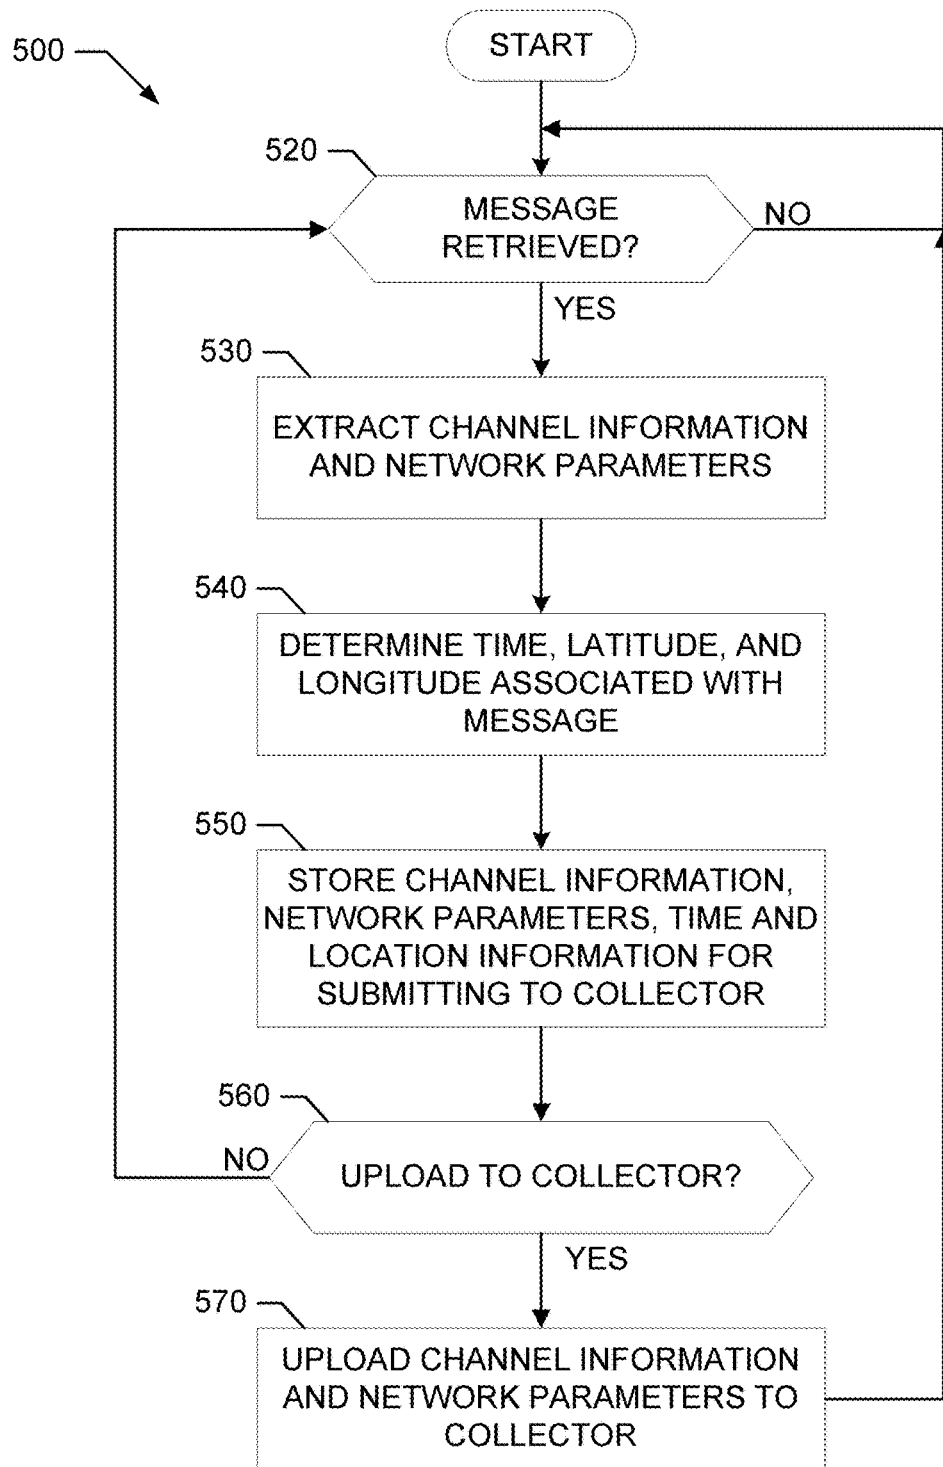 START
500
520
MESSAGE
RETRIEVED?
NO
YES
530
EXTRACT CHANNEL INFORMATION
AND NETWORK PARAMETERS
540
DETERMINE TIME, LATITUDE, AND
LONGITUDE ASSOCIATED WITH
MESSAGE
550
STORE CHANNEL INFORMATION,
NETWORK PARAMETERS, TIME AND
LOCATION INFORMATION FOR
SUBMITTING TO COLLECTOR
560
NO
UPLOAD TO COLLECTOR?
YES
570
UPLOAD CHANNEL INFORMATION
AND NETWORK PARAMETERS TO
COLLECTOR